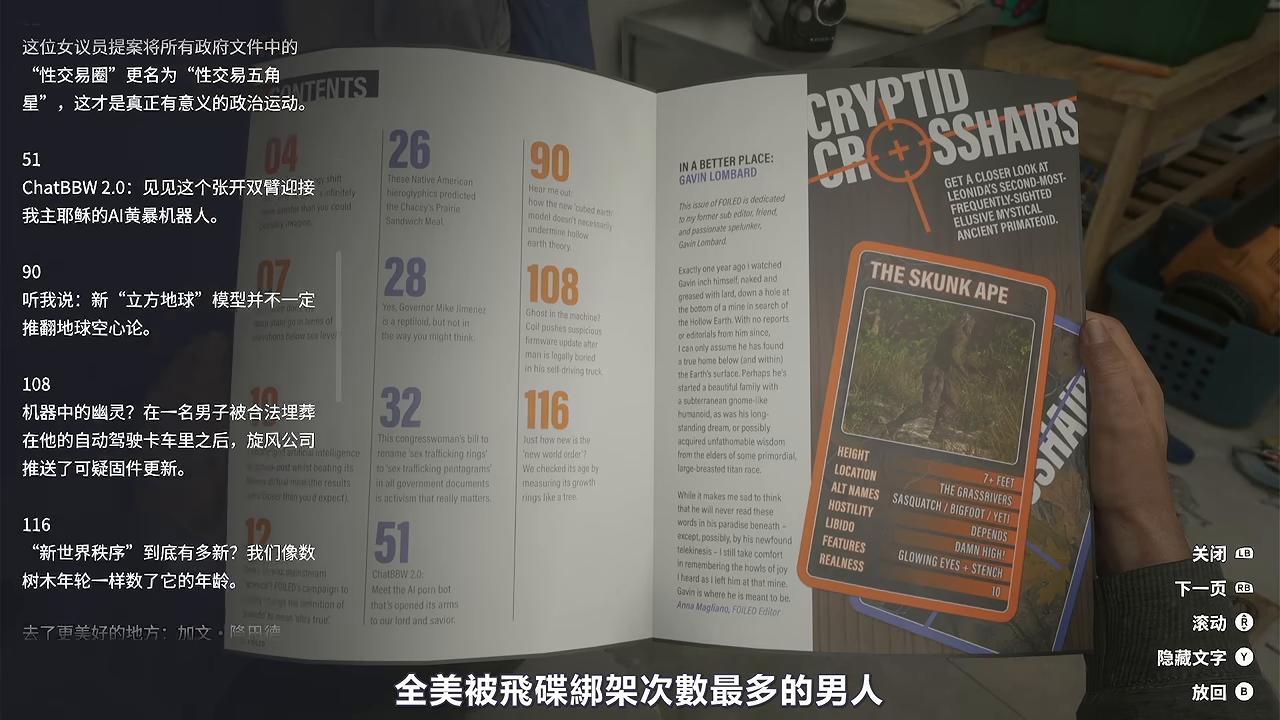 这位女议员提案将所有政府文件中的
“性交易圈”更名为“性交易五角
星”，这才是真正有意义的政治运动。
51
ChatBBW 2.0：见见这个张开双臂迎接
我主耶稣的AI黄暴机器人。
90
听我说：新“立方地球”模型并不一定
推翻地球空心论。
108
机器中的幽灵？在一名男子被合法埋葬
在他的自动驾驶卡车里之后，旋风公司
推送了可疑固件更新。
116
“新世界秩序”到底有多新？我们像数
树木年轮一样数了它的年龄。
去了更美好的地方：加文·隆巴德
CONTENTS
04
07
12
26
These Native American
hieroglyphics predicted
the Chacey's Prairie
Sandwich Meal.
28
Yes, Governor Mike Jimenez
is a reptiloid, but not in
the way you might think.
32
This congresswoman's bill to
rename 'sex trafficking rings'
to 'sex trafficking pentagrams'
in all government documents
is activism that really matters.
51
ChatBBW 2.0:
Meet the AI porn bot
that's opened its arms
to our lord and savior.
90
Hear me out:
how the new 'cubed earth'
model doesn't necessarily
undermine hollow
earth theory.
108
Ghost in the machine?
Coil pushes suspicious
firmware update after
man is legally buried
in his self-driving truck.
116
Just how new is the
'new world order'?
We checked its age by
measuring its growth
rings like a tree.
IN A BETTER PLACE:
GAVIN LOMBARD
This issue of FOILED is dedicated
to my former sub editor, friend,
and passionate spelunker,
Gavin Lombard.
Exactly one year ago I watched
Gavin inch himself, naked and
greased with lard, down a hole at
the bottom of a mine in search of
the Hollow Earth. With no reports
or editorials from him since,
I can only assume he has found
a true home below (and within)
the Earth's surface. Perhaps he's
started a beautiful family with
a subterranean gnome-like
humanoid, as was his long-
standing dream, or possibly
acquired unfathomable wisdom
from the elders of some primordial,
large-breasted titan race.
While it makes me sad to think
that he will never read these
words in his paradise beneath –
except, possibly, by his newfound
telekinesis – I still take comfort
in remembering the howls of joy
I heard as I left him at that mine.
Gavin is where he is meant to be.
Anna Magliano, FOILED Editor
CRYPTID
CROSSHAIRS
GET A CLOSER LOOK AT
LEONIDA'S SECOND-MOST-
FREQUENTLY-SIGHTED
ELUSIVE MYSTICAL
ANCIENT PRIMATEOID.
THE SKUNK APE
HEIGHT 7+ FEET
LOCATION THE GRASSRIVERS
ALT NAMES SASQUATCH / BIGFOOT / YETI
HOSTILITY DEPENDS
LIBIDO DAMN HIGH!
FEATURES GLOWING EYES + STENCH
REALNESS 10
关闭 LB
下一页 RB
滚动 R
隐藏文字 Y
放回 B
全美被飛碟綁架次數最多的男人